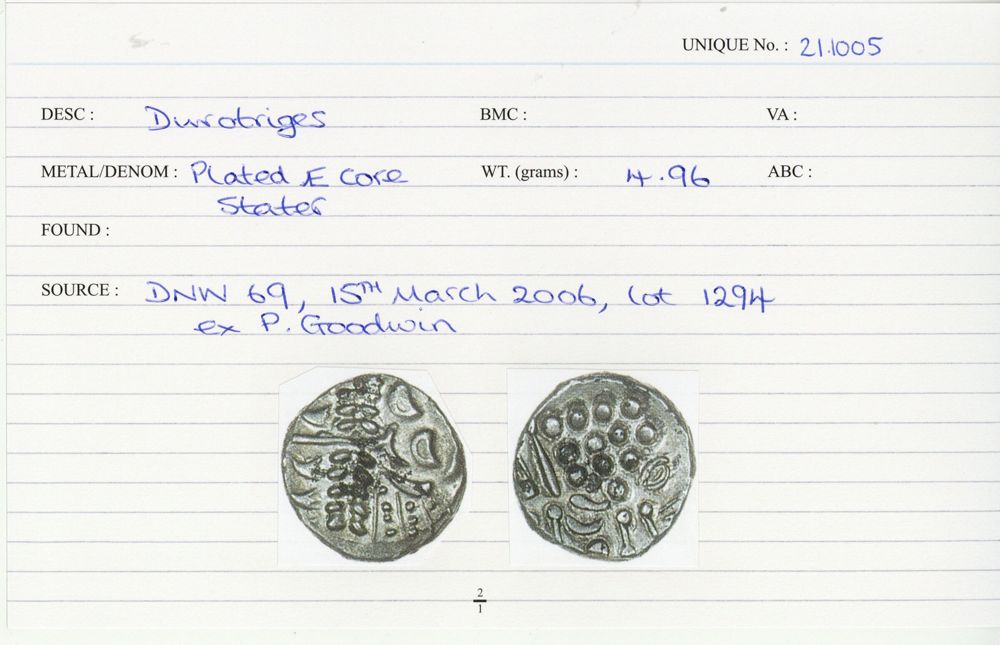 UNIQUE No. : 21.1005
DESC : Durotriges BMC : VA :
METAL/DENOM : Plated Æ core WT. (grams) : 4.96 ABC :
Stater
FOUND :
SOURCE : DNW 69, 15TH March 2006, lot 1294
ex P. Goodwin
2
1